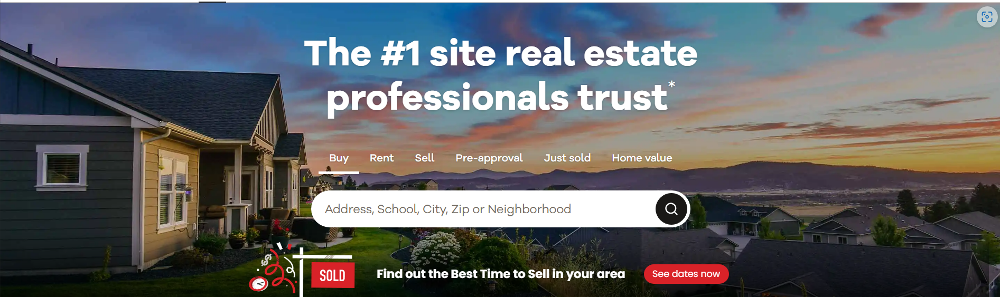 The #1 site real estate
professionals trust*
Buy Rent Sell Pre-approval Just sold Home value
Address, School, City, Zip or Neighborhood
SOLD Find out the Best Time to Sell in your area See dates now